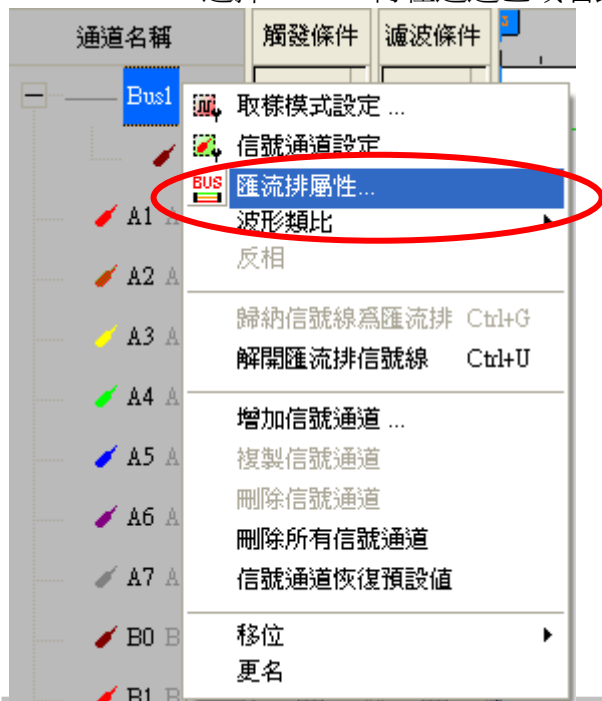 通道名稱 觸發條件 濾波條件
Bus1
取樣模式設定 ...
信號通道設定
BUS 匯流排屬性...
A1 A
波形類比
反相
A2 A
歸納信號線為匯流排 Ctrl+G
A3 A
解開匯流排信號線 Ctrl+U
A4 A
增加信號通道 ...
A5 A
複製信號通道
刪除信號通道
A6 A
刪除所有信號通道
A7 A
信號通道恢復預設值
B0 B
移位
更名
B1 B